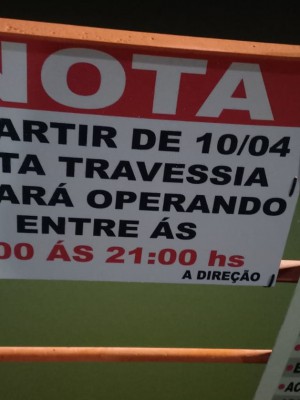 NOTA
ARTIR DE 10/04
TA TRAVESSIA
ARÁ OPERANDO
ENTRE ÁS
00 ÁS 21:00 hs
A DIREÇÃO